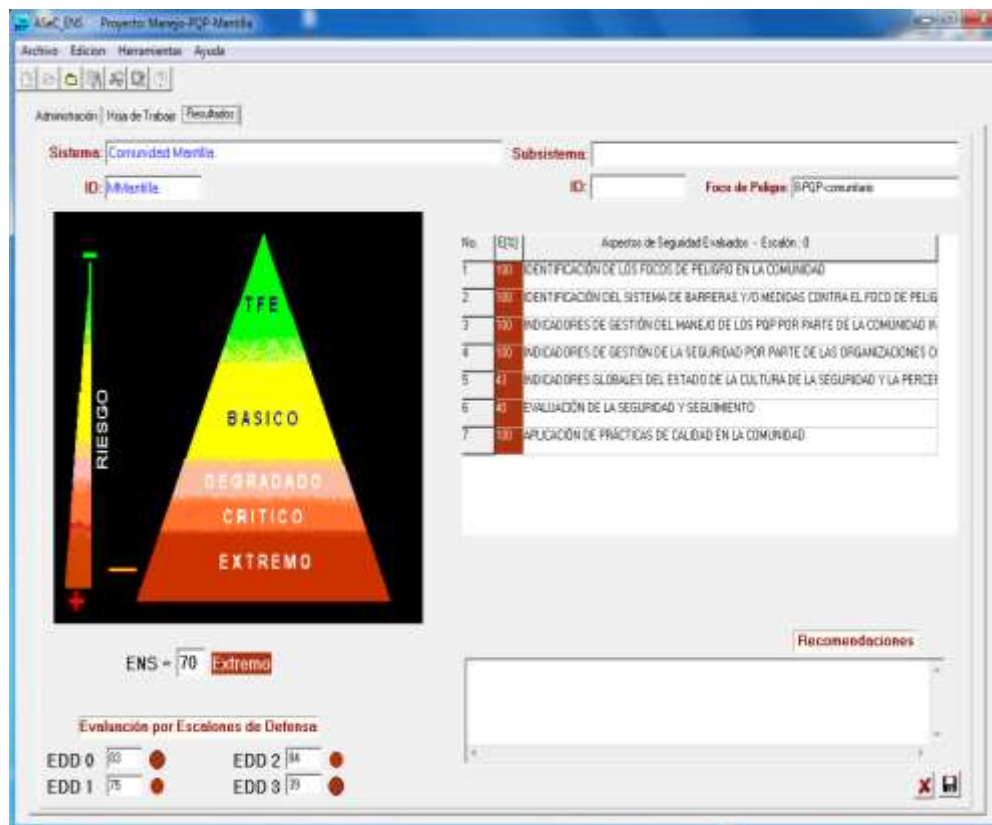 ASeC_ENS Proyecto: Manejo-PQP-Mantilla
Archivo Edicion Herramientas Ayuda
Administración Hoja de Trabajo Resultados
Sistema: Comunidad Mantilla Subsistema:
ID: MMantilla ID: Foco de Peligro:
No. E(%) Aspectos de Seguridad Evaluados - Escalón: 0
1 100 IDENTIFICACIÓN DE LOS FOCOS DE PELIGRO EN LA COMUNIDAD
2 100 IDENTIFICACIÓN DEL SISTEMA DE BARRERAS Y/O MEDIDAS CONTRA EL FOCO DE PELIG
3 100 INDICADORES DE GESTIÓN DEL MANEJO DE LOS PQP POR PARTE DE LA COMUNIDAD
4 100 INDICADORES DE GESTIÓN DE LA SEGURIDAD POR PARTE DE LAS ORGANIZACIONES
5 INDICADORES GLOBALES DEL ESTADO DE LA CULTURA DE LA SEGURIDAD Y LA PERCEP
6 40 EVALUACIÓN DE LA SEGURIDAD Y SEGUIMIENTO
7 100 APLICACIÓN DE PRÁCTICAS DE CALIDAD EN LA COMUNIDAD
RIESGO
+
TFE
BASICO
DEGRADADO
CRITICO
EXTREMO
ENS = 70 Extremo
Recomendaciones
Evaluación por Escalones de Defensa
EDD 0 EDD 2
EDD 1 75 EDD 3